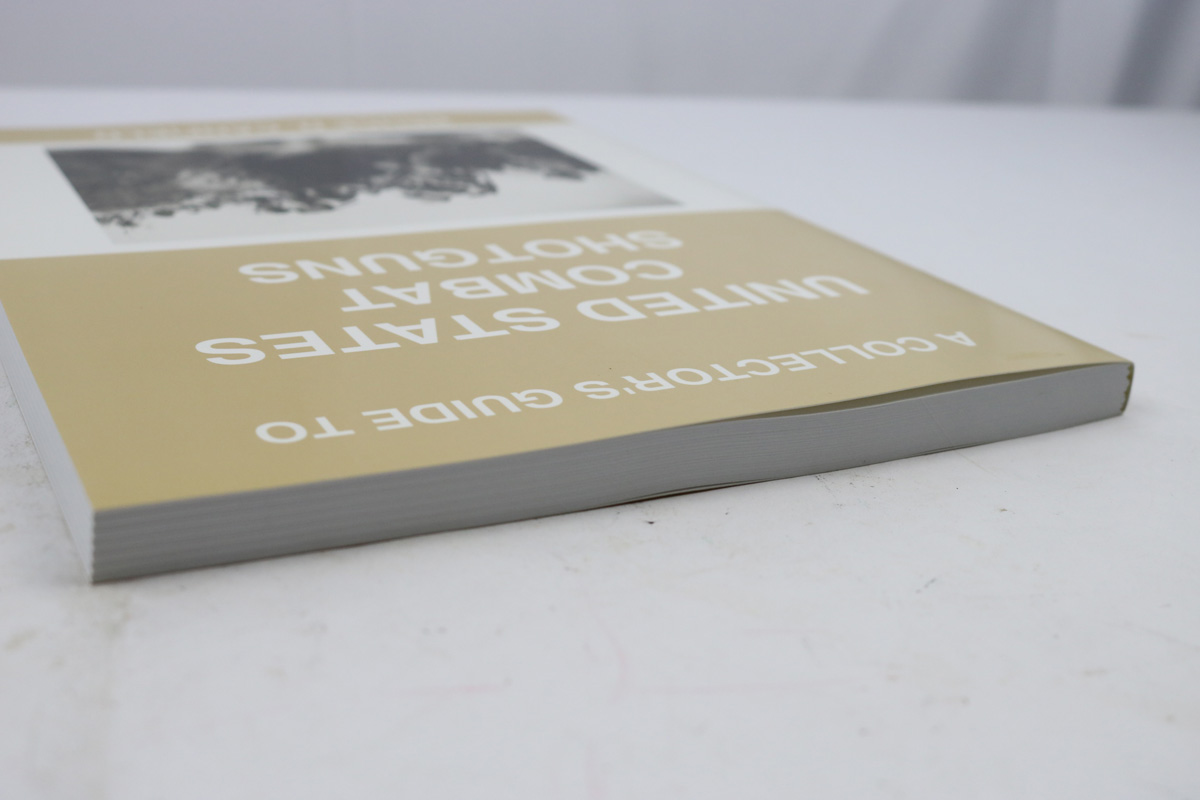 A COLLECTOR'S GUIDE TO
UNITED STATES
COMBAT
SHOTGUNS